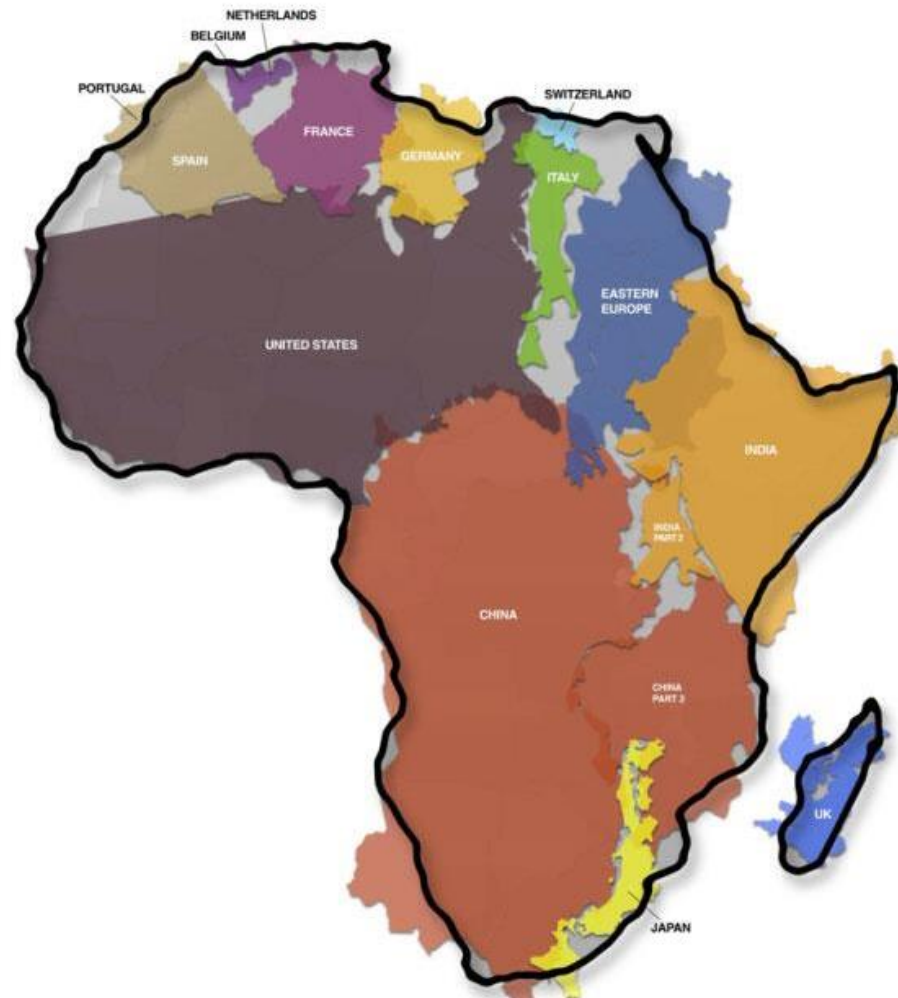 NETHERLANDS
BELGIUM
PORTUGAL
SWITZERLAND
FRANCE
GERMANY
SPAIN
ITALY
EASTERN
EUROPE
UNITED STATES
INDIA
INDIA
PART 2
CHINA
CHINA
PART 3
UK
JAPAN